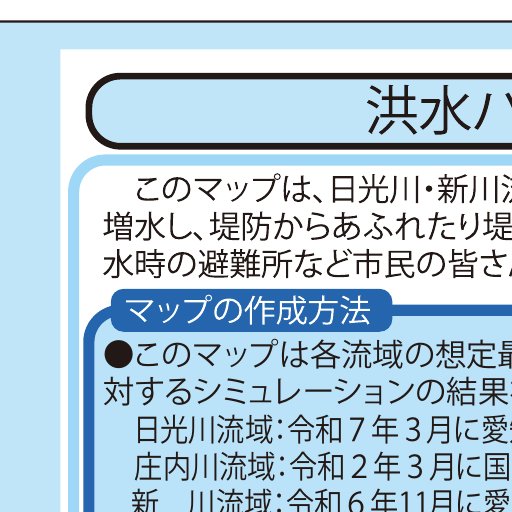 洪水ハ
このマップは、日光川・新川流
増水し、堤防からあふれたり堤
水時の避難所など市民の皆さん
マップの作成方法
●このマップは各流域の想定最
対するシミュレーションの結果を
日光川流域：令和７年３月に愛知
庄内川流域：令和２年３月に国
新　川流域：令和６年11月に愛